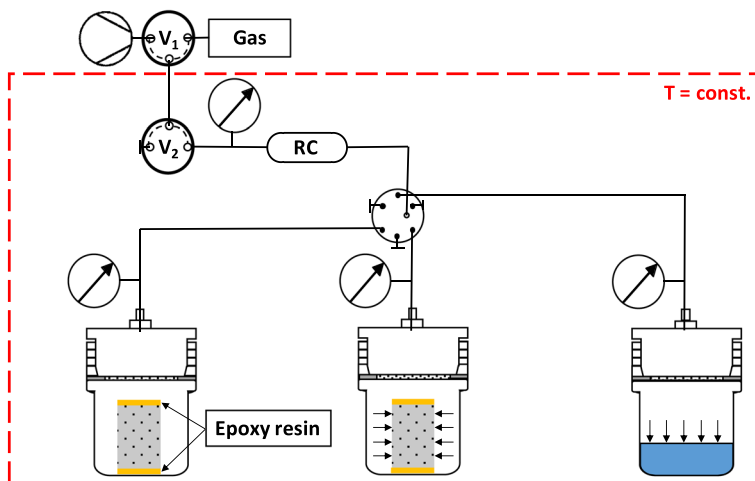 V1
Gas
T = const.
V2
RC
Epoxy resin